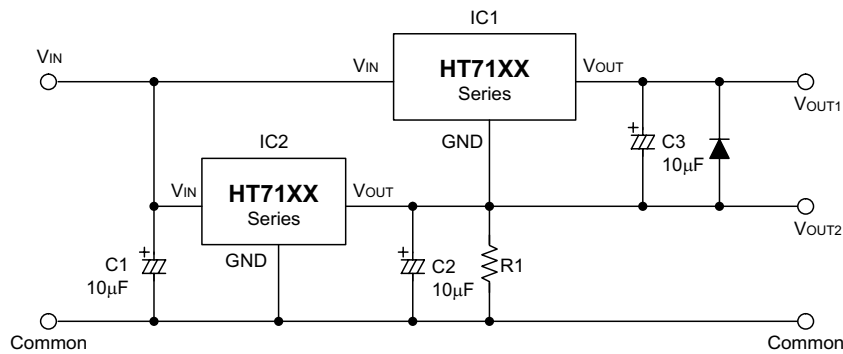 IC1
VIN
VIN
HT71XX
VOUT
Series
VOUT1
GND
C3
10μF
IC2
VIN
HT71XX
VOUT
Series
VOUT2
GND
C1
10μF
C2
10μF
R1
Common
Common